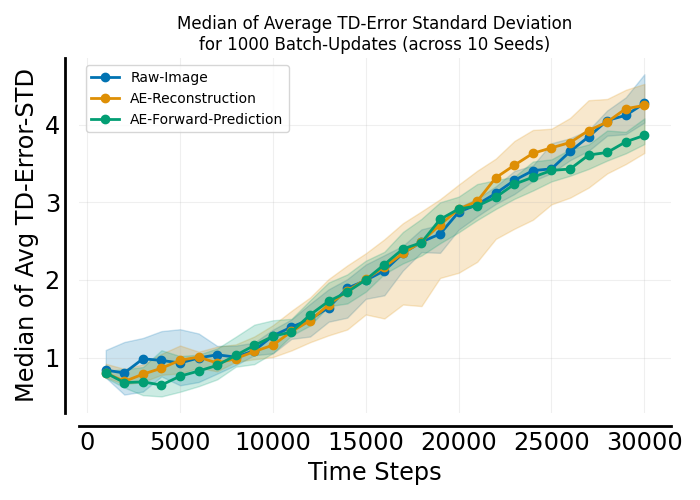 Median of Average TD-Error Standard Deviation
for 1000 Batch-Updates (across 10 Seeds)
Raw-Image
AE-Reconstruction
AE-Forward-Prediction
Median of Avg TD-Error-STD
4
3
2
1
0 5000 10000 15000 20000 25000 30000
Time Steps